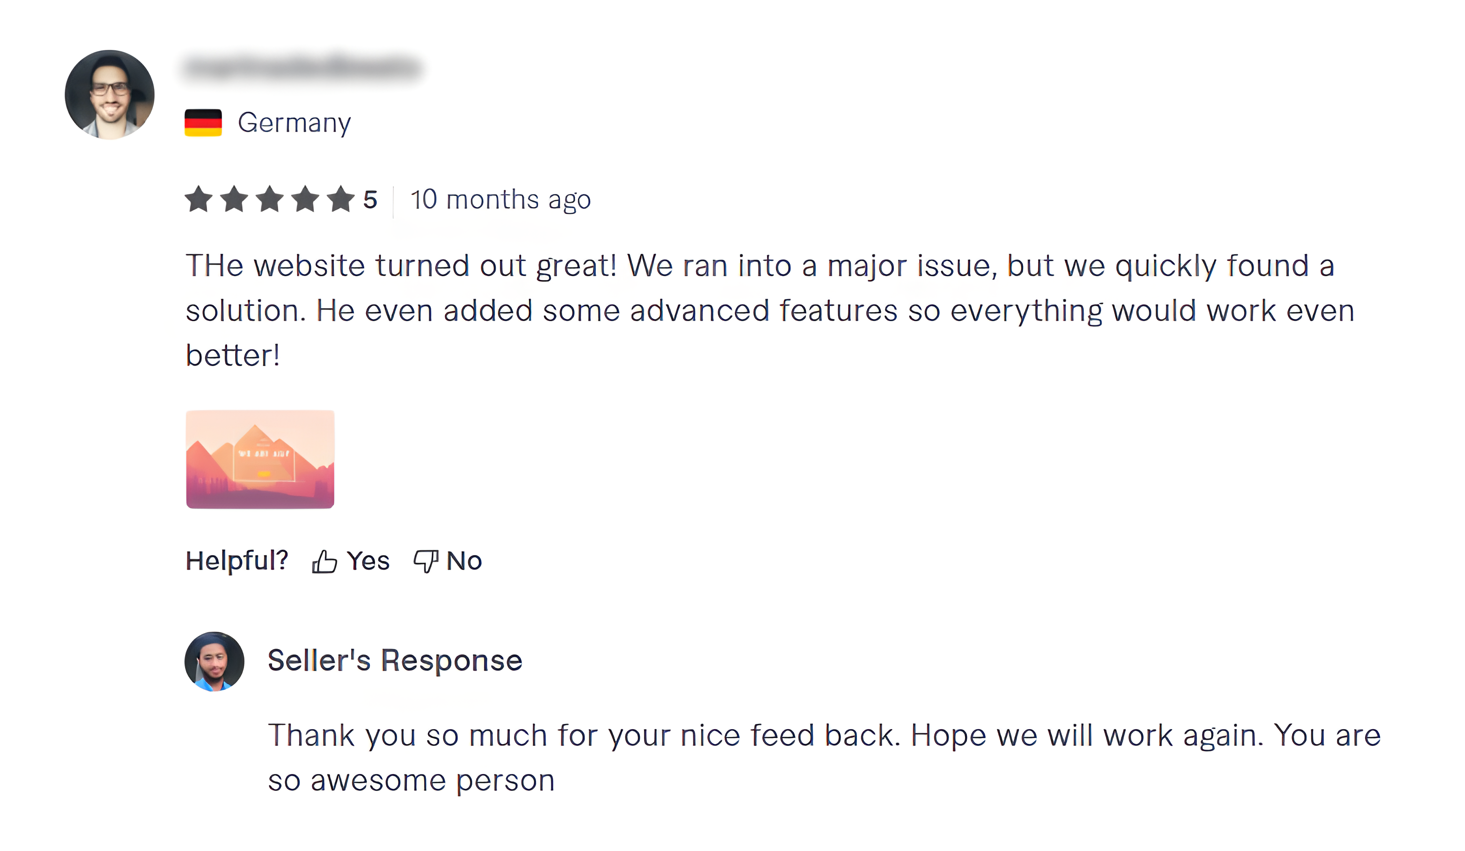 Germany
5 10 months ago
THe website turned out great! We ran into a major issue, but we quickly found a
solution. He even added some advanced features so everything would work even
better!
WE ARE
Helpful? Yes No
Seller's Response
Thank you so much for your nice feed back. Hope we will work again. You are
so awesome person